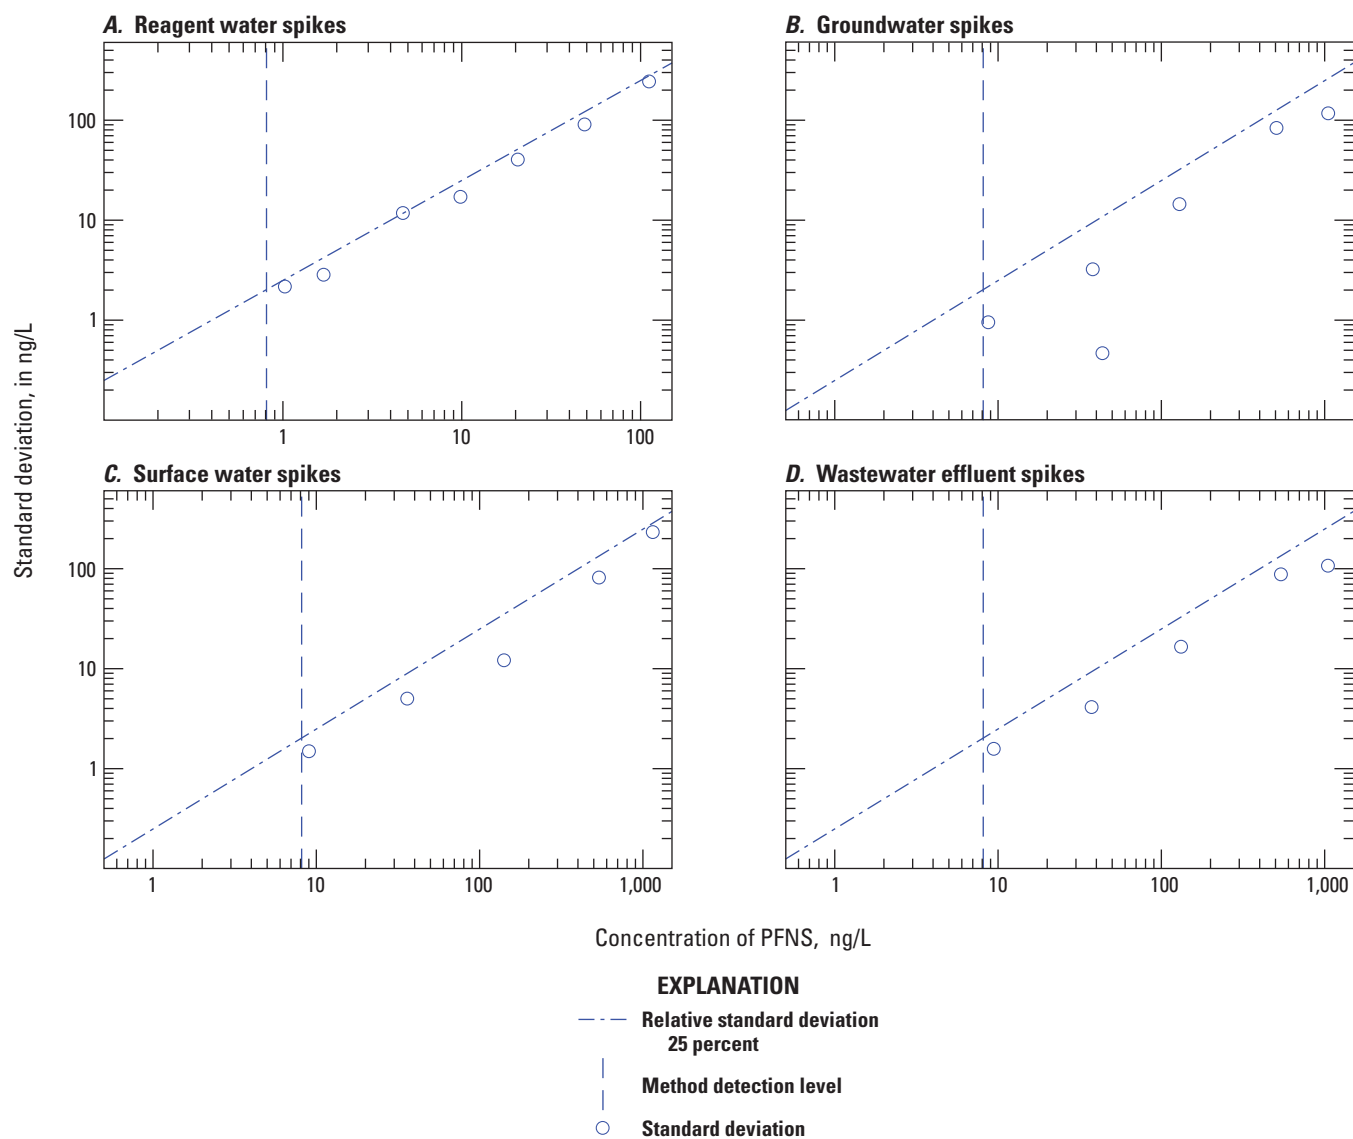 A. Reagent water spikes
B. Groundwater spikes
100
10
1
1
10
100
Standard deviation, in ng/L
C. Surface water spikes
D. Wastewater effluent spikes
100
10
1
1
10
100
1,000
1
10
100
1,000
Concentration of PFNS, ng/L
EXPLANATION
Relative standard deviation
25 percent
Method detection level
Standard deviation